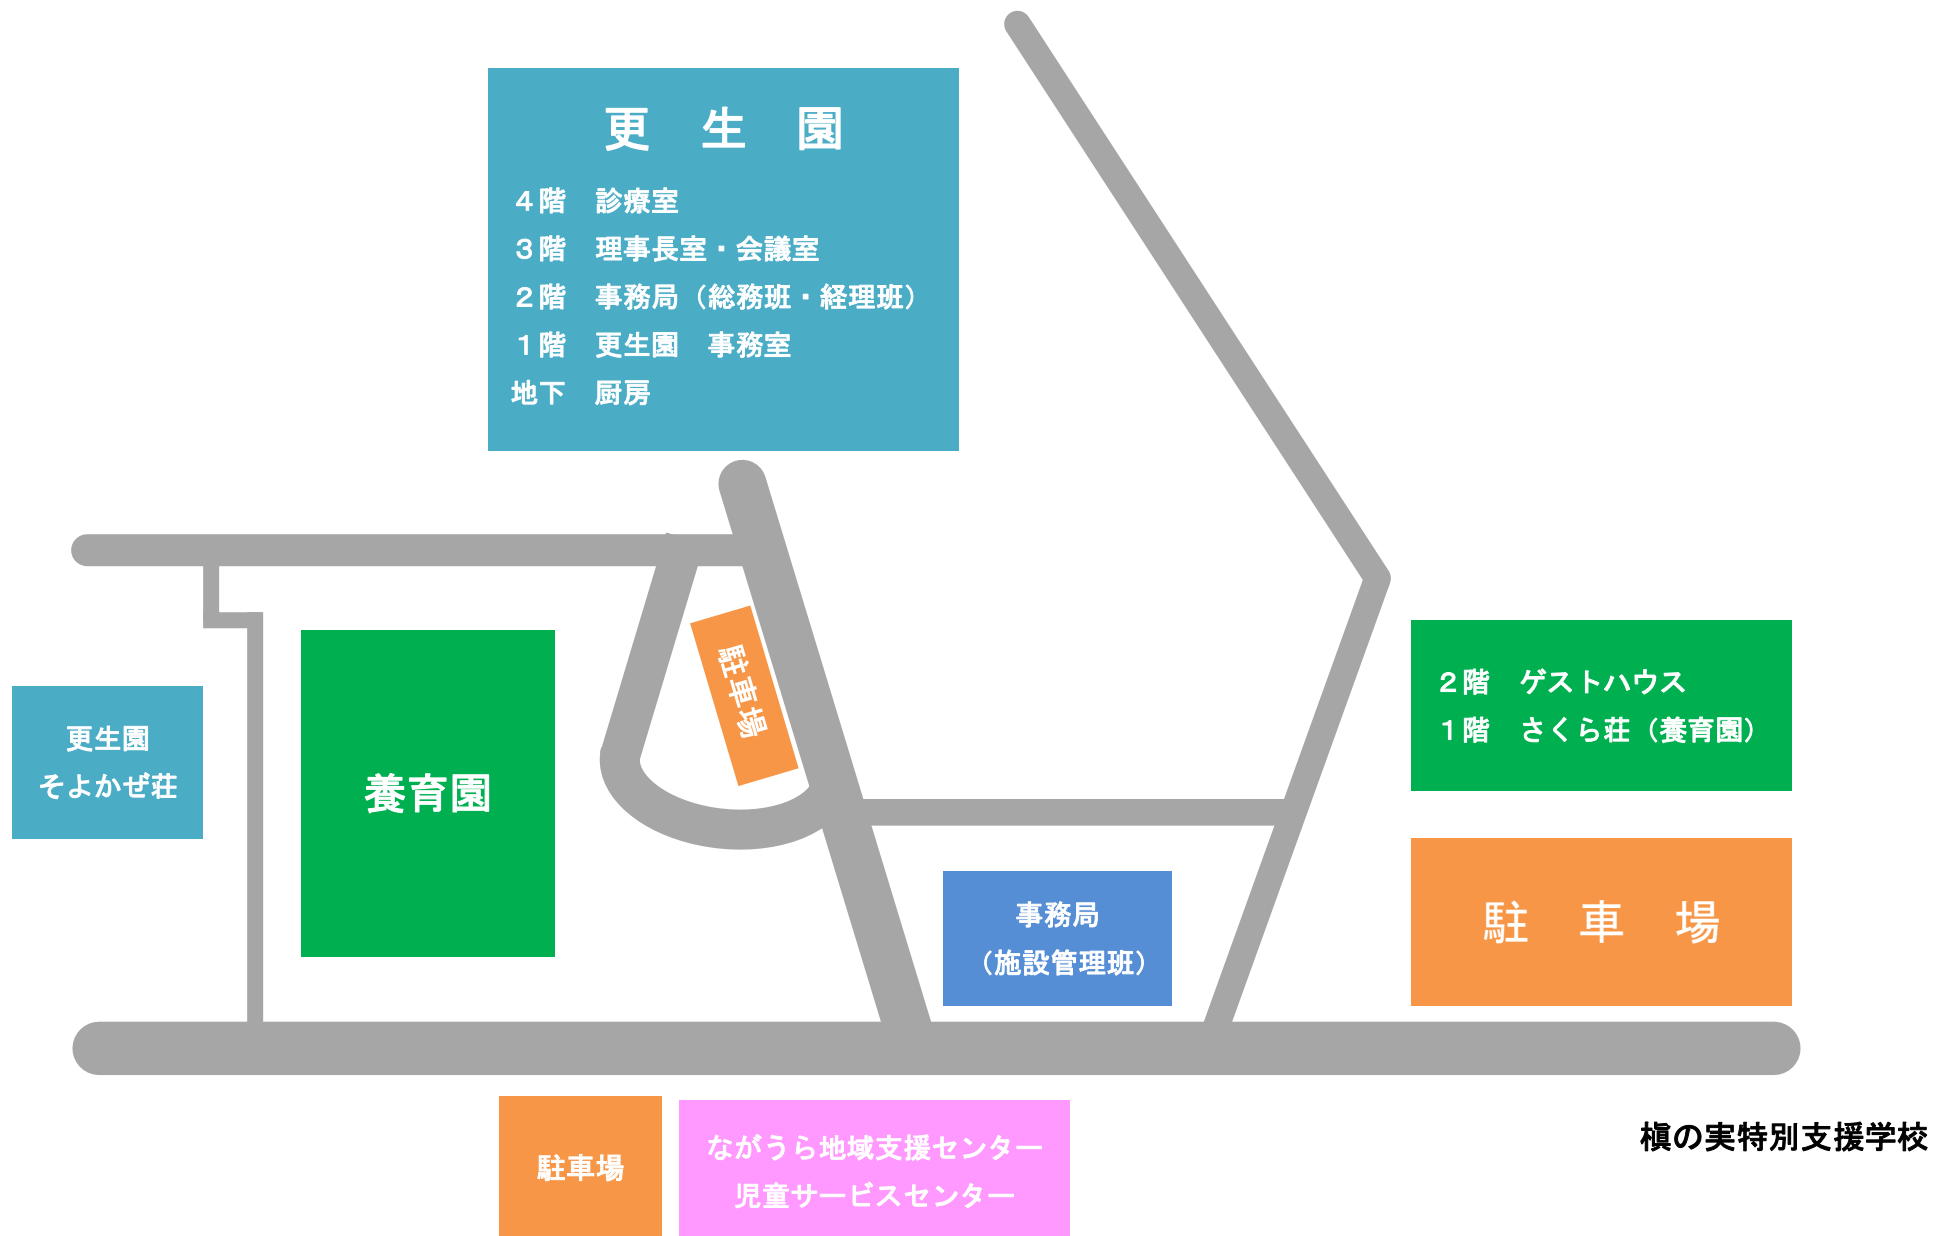 更　生　園
４階　診療室
３階　理事長室・会議室
２階　事務局（総務班・経理班）
１階　更生園　事務室
地下　厨房
駐車場
更生園
そよかぜ荘
養育園
２階　ゲストハウス
１階　さくら荘（養育園）
駐　車　場
事務局
（施設管理班）
駐車場
ながうら地域支援センター
児童サービスセンター
槇の実特別支援学校